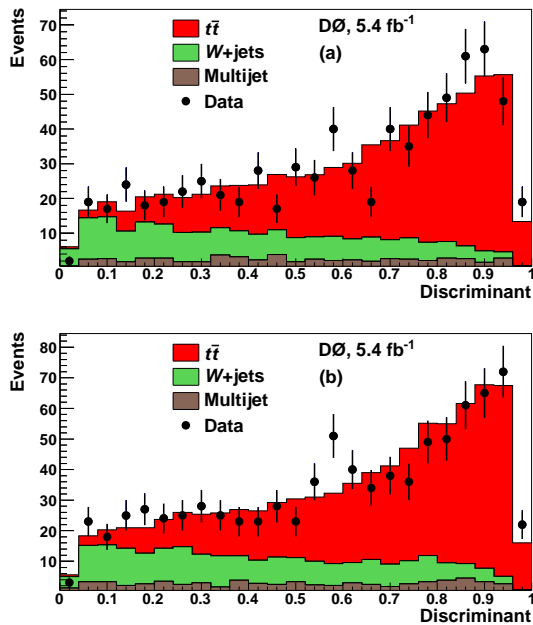 Events
70
60
50
40
30
20
10
tt̄
W+jets
Multijet
Data
DØ, 5.4 fb⁻¹
(a)
0 0.1 0.2 0.3 0.4 0.5 0.6 0.7 0.8 0.9 1
Discriminant
Events
80
70
60
50
40
30
20
10
tt̄
W+jets
Multijet
Data
DØ, 5.4 fb⁻¹
(b)
0 0.1 0.2 0.3 0.4 0.5 0.6 0.7 0.8 0.9 1
Discriminant